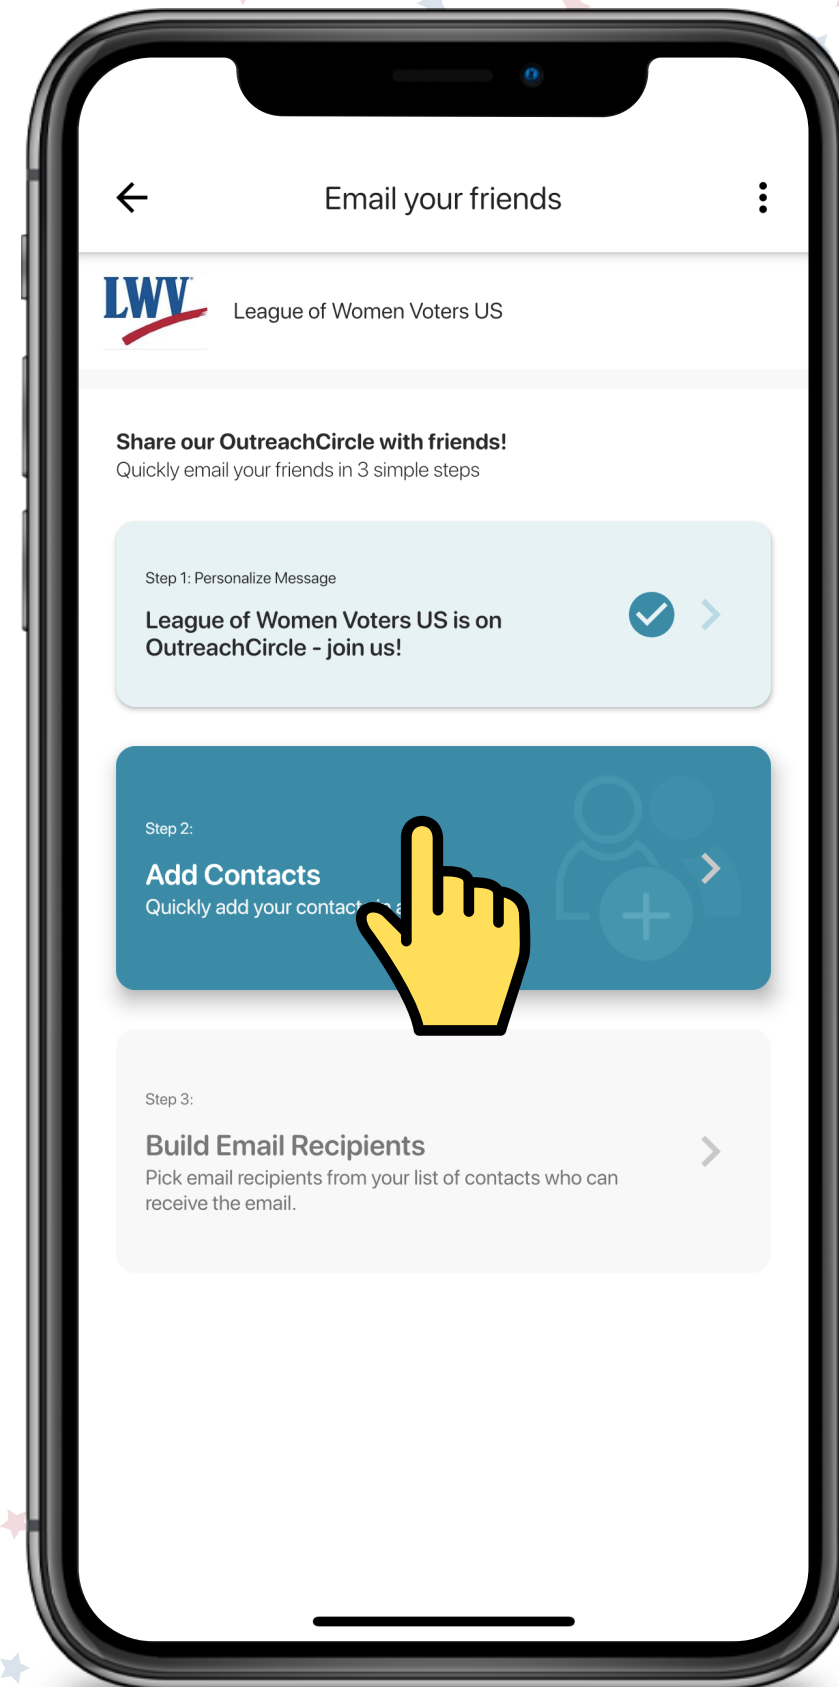 Email your friends
LWV
League of Women Voters US
Share our OutreachCircle with friends!
Quickly email your friends in 3 simple steps
Step 1: Personalize Message
League of Women Voters US is on
OutreachCircle - join us!
Step 2:
Add Contacts
Quickly add your
Step 3:
Build Email Recipients
Pick email recipients from your list of contacts who can
receive the email.